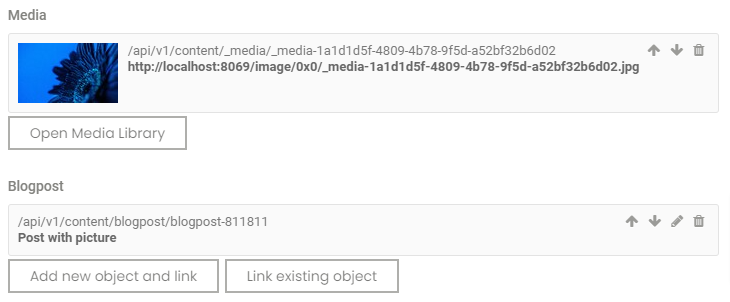 Media
/api/v1/content/_media/_media-1a1d1d5f-4809-4b78-9f5d-a52bf32b6d02
http://localhost:8069/image/0x0/_media-1a1d1d5f-4809-4b78-9f5d-a52bf32b6d02.jpg
Open Media Library
Blogpost
/api/v1/content/blogpost/blogpost-811811
Post with picture
Add new object and link
Link existing object